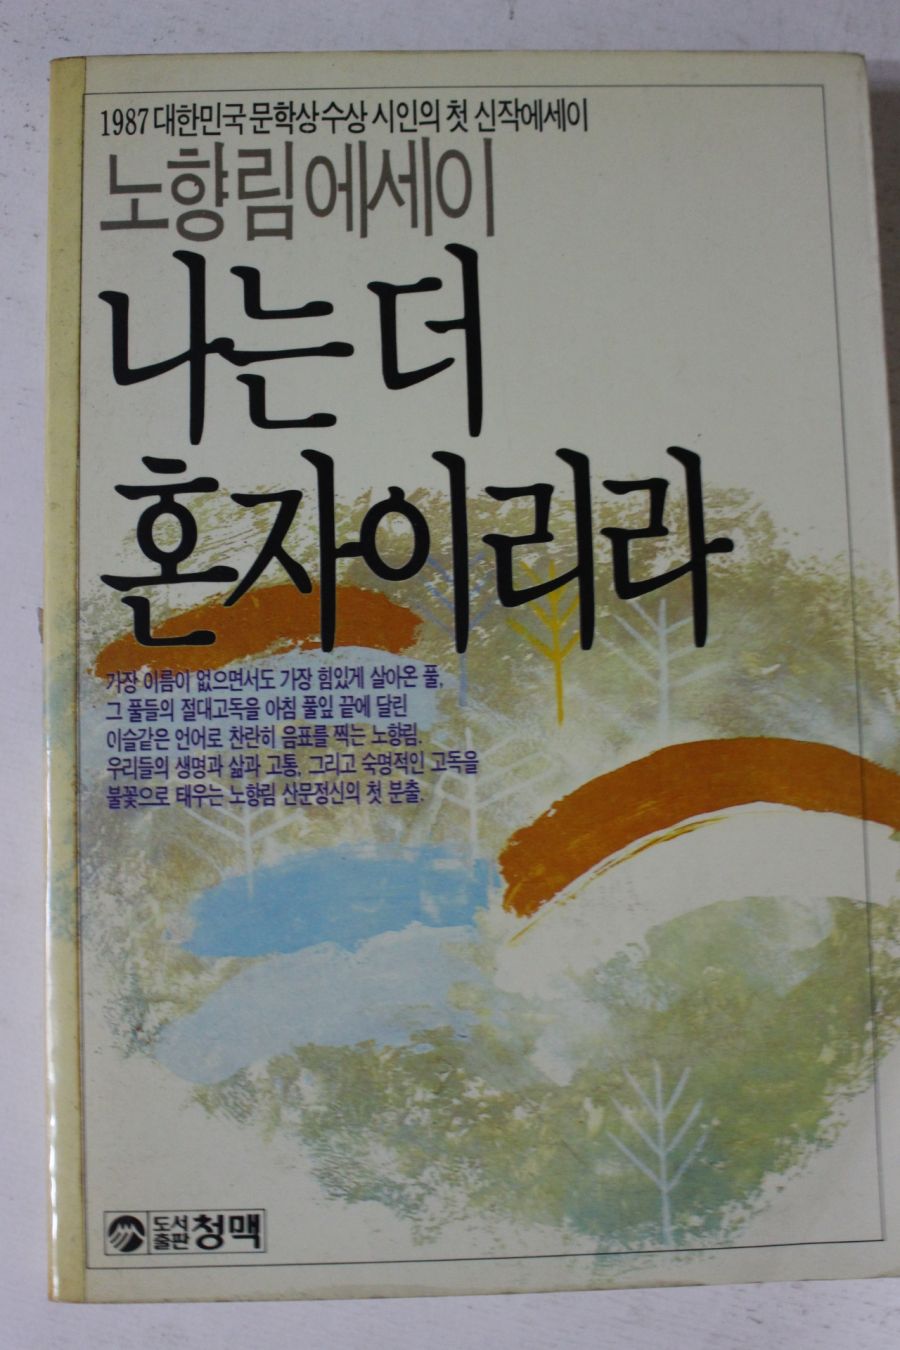 1987 대한민국 문학상 수상 시인의 첫 신작에세이
노향림 에세이
나는 더
혼자이리라
가장 이름이 없으면서도 가장 힘있게 살아온 풀,
그 풀들의 절대고독을 아침 풀잎 끝에 달린
이슬같은 언어로 찬란히 음표를 찍는 노향림.
우리들의 생명과 삶과 고통, 그리고 숙명적인 고독을
불꽃으로 태우는 노향림 산문정신의 첫 분출.
도서
출판 청맥